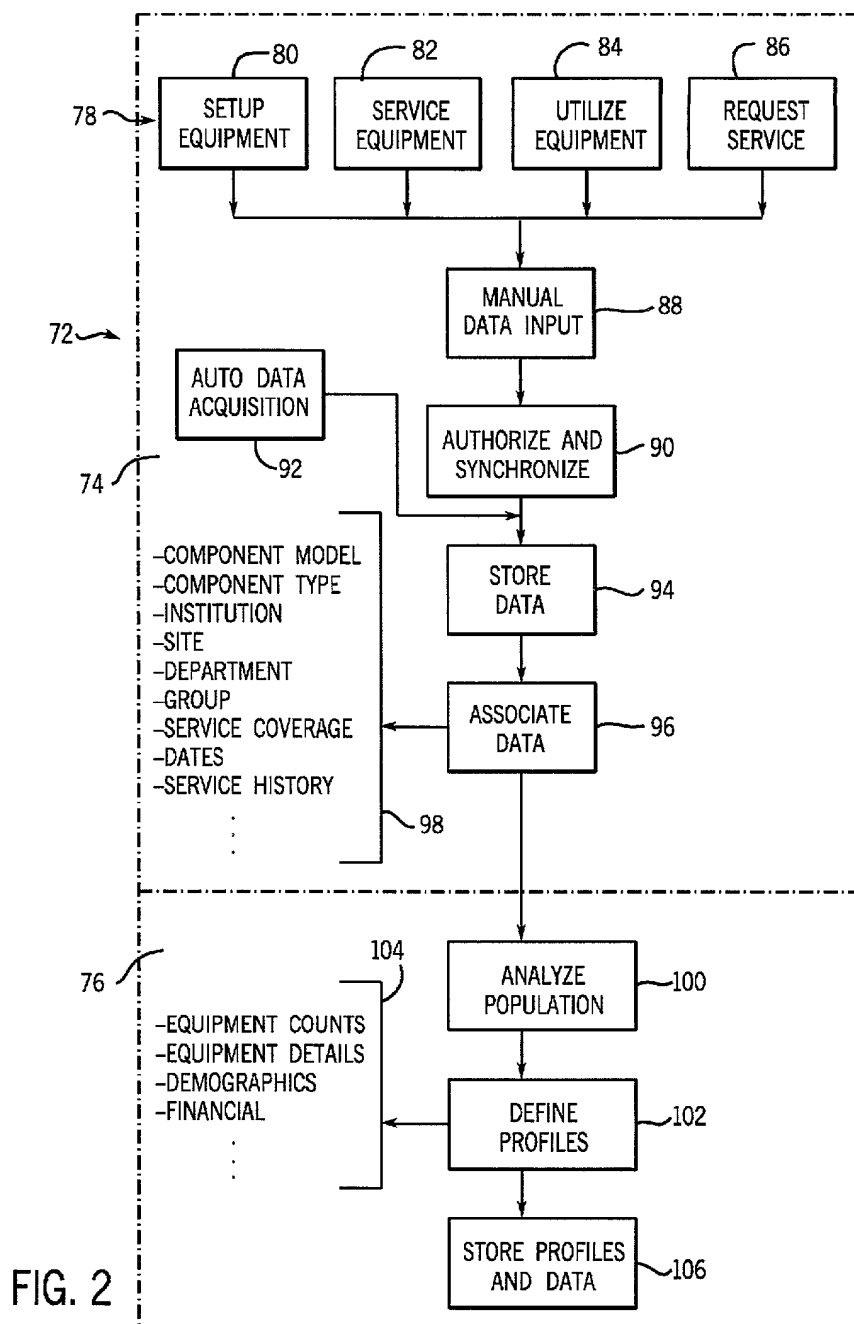 80
82
84
86
78
SETUP
EQUIPMENT
SERVICE
EQUIPMENT
UTILIZE
EQUIPMENT
REQUEST
SERVICE
MANUAL
DATA INPUT
88
72
AUTO DATA
ACQUISITION
92
AUTHORIZE AND
SYNCHRONIZE
90
74
-COMPONENT MODEL
-COMPONENT TYPE
-INSTITUTION
-SITE
-DEPARTMENT
-GROUP
-SERVICE COVERAGE
-DATES
-SERVICE HISTORY
.
.
.
98
STORE
DATA
94
ASSOCIATE
DATA
96
76
104
ANALYZE
POPULATION
100
-EQUIPMENT COUNTS
-EQUIPMENT DETAILS
-DEMOGRAPHICS
-FINANCIAL
.
.
.
DEFINE
PROFILES
102
STORE PROFILES
AND DATA
106
FIG. 2